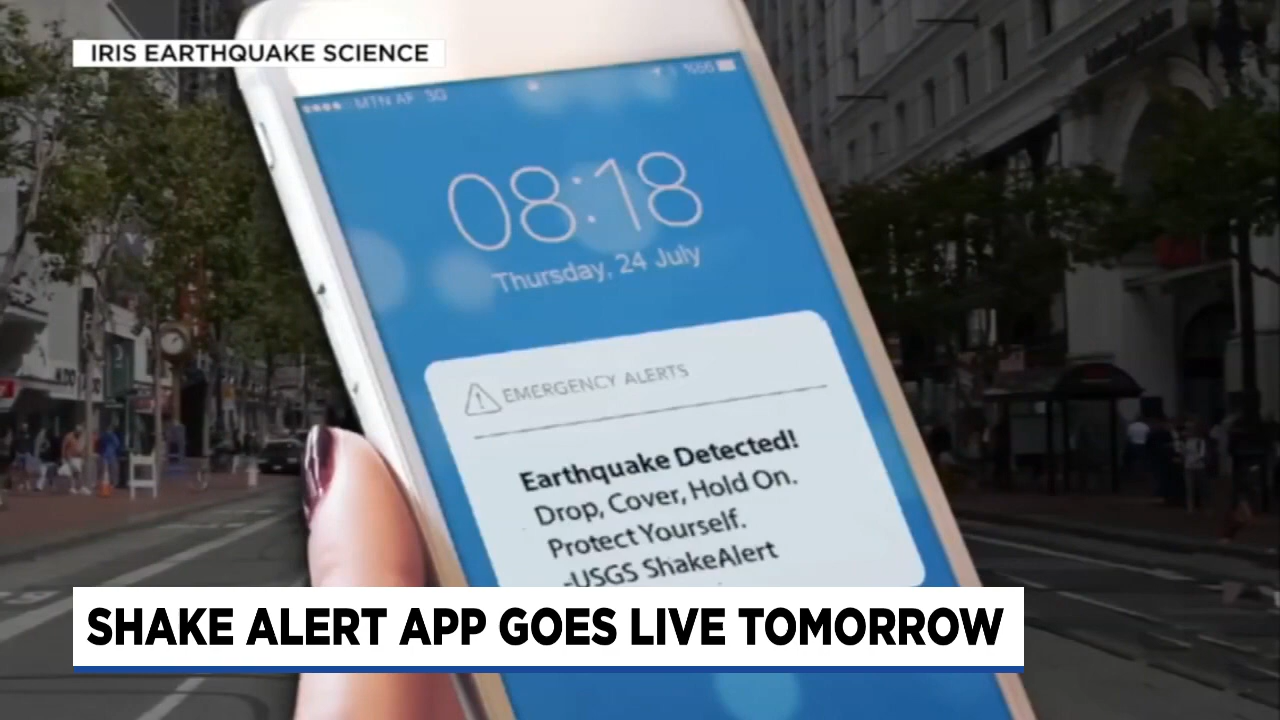 IRIS EARTHQUAKE SCIENCE
MTN AF 3G
%66
08:18
Thursday, 24 July
EMERGENCY ALERTS
Earthquake Detected!
Drop, Cover, Hold On.
Protect Yourself.
-USGS ShakeAlert
SHAKE ALERT APP GOES LIVE TOMORROW